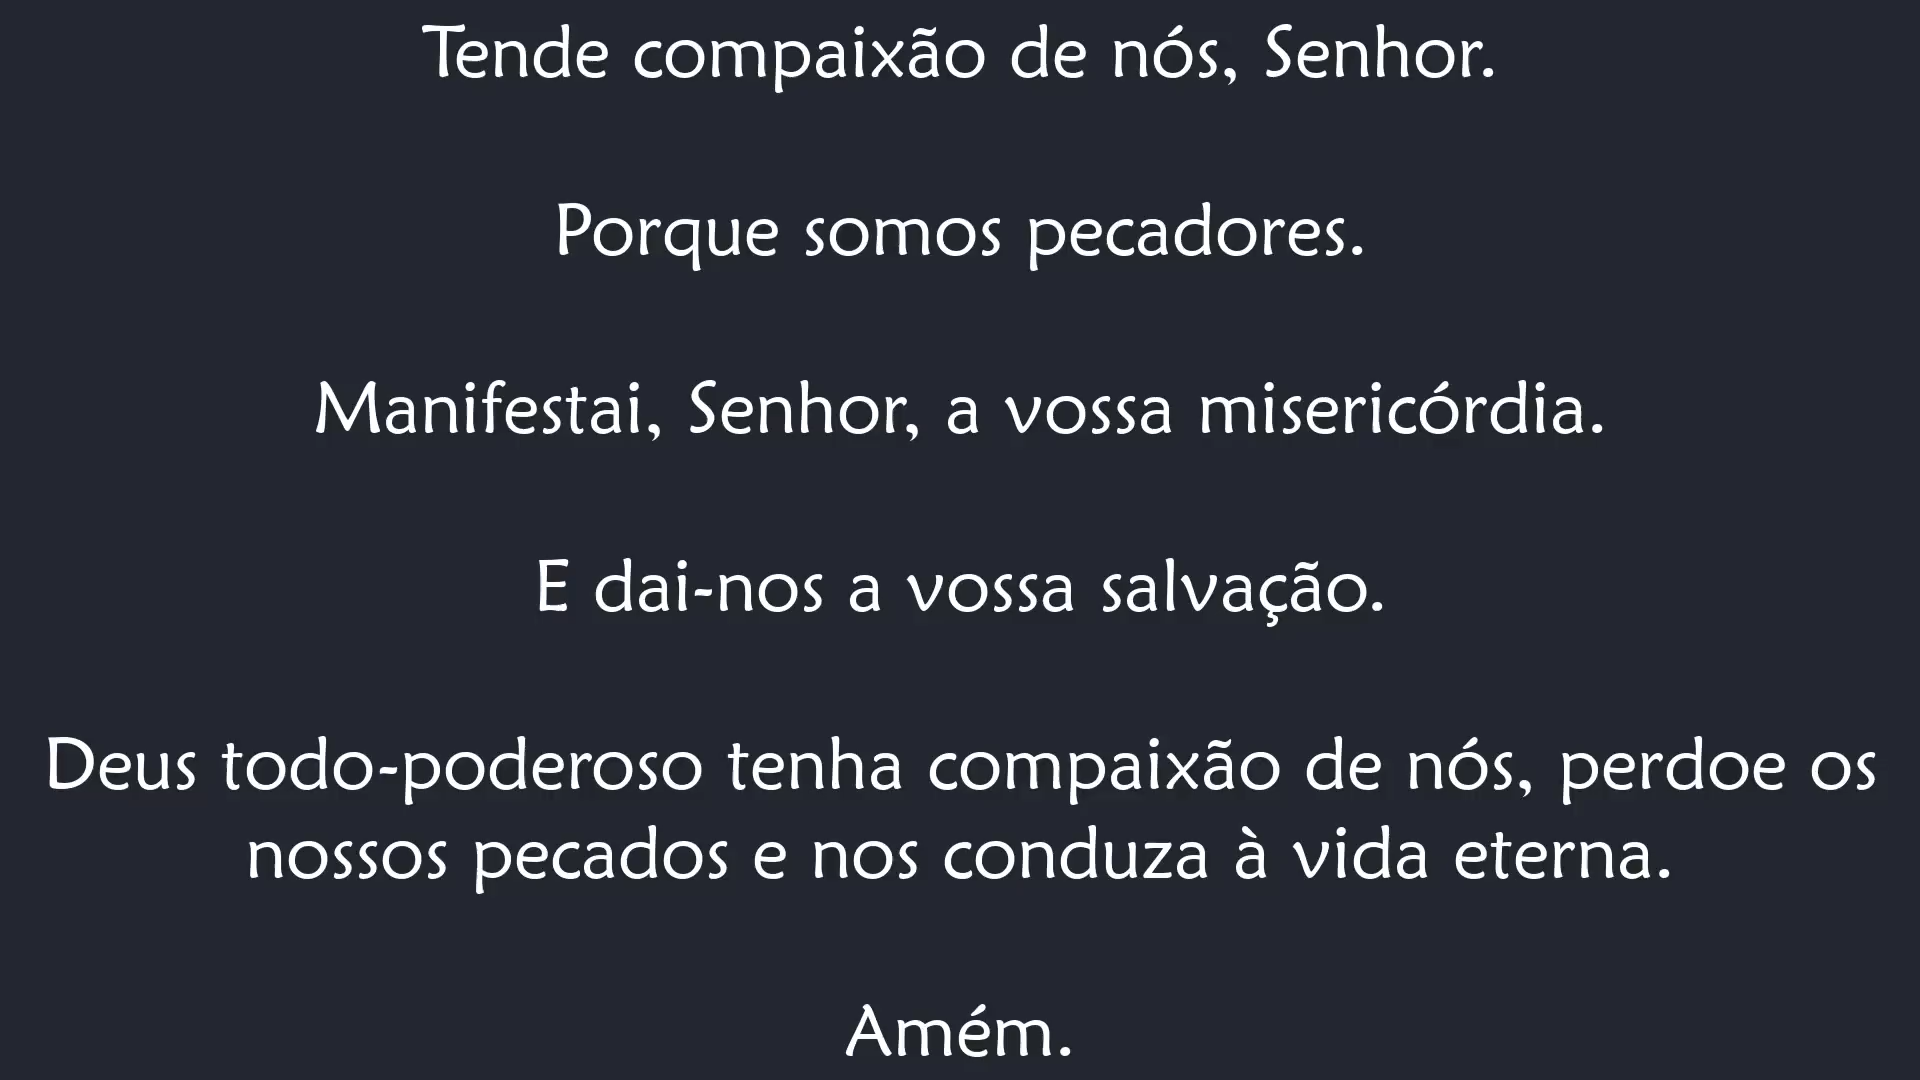 Tende compaixão de nós, Senhor.
Porque somos pecadores.
Manifestai, Senhor, a vossa misericórdia.
E dai-nos a vossa salvação.
Deus todo-poderoso tenha compaixão de nós, perdoe os
nossos pecados e nos conduza à vida eterna.
Amém.